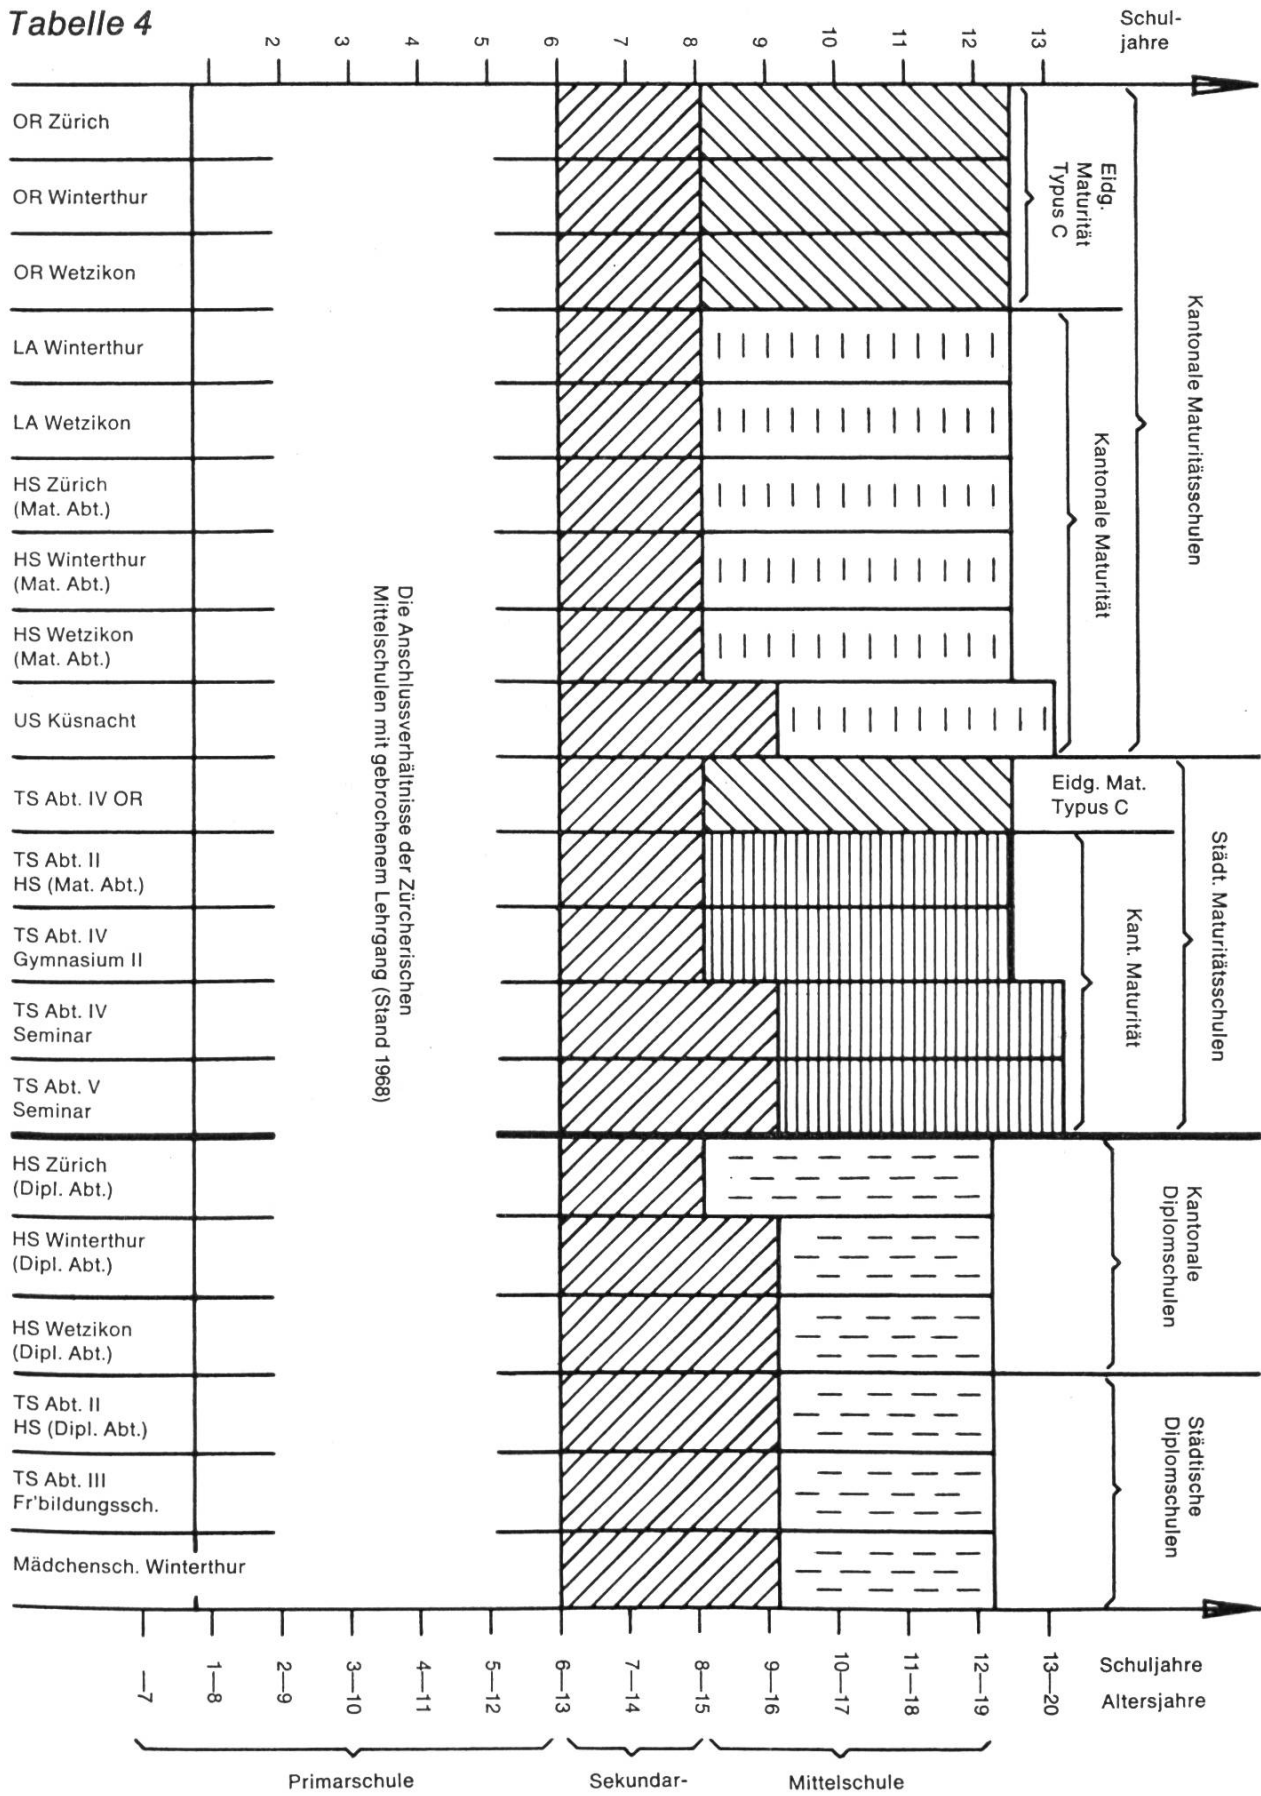 Tabelle 4
Schul-
jahre
2 3 4 5 6 7 8 9 10 11 12 13
OR Zürich
OR Winterthur
OR Wetzikon
LA Winterthur
LA Wetzikon
HS Zürich
(Mat. Abt.)
HS Winterthur
(Mat. Abt.)
HS Wetzikon
(Mat. Abt.)
US Küsnacht
TS Abt. IV OR
TS Abt. II
HS (Mat. Abt.)
TS Abt. IV
Gymnasium II
TS Abt. IV
Seminar
TS Abt. V
Seminar
HS Zürich
(Dipl. Abt.)
HS Winterthur
(Dipl. Abt.)
HS Wetzikon
(Dipl. Abt.)
TS Abt. II
HS (Dipl. Abt.)
TS Abt. III
Fr'bildungssch.
Mädchensch. Winterthur
Die Anschlussverhältnisse der Zürcherischen
Mittelschulen mit gebrochenem Lehrgang (Stand 1968)
Eidg.
Maturität
Typus C
Kantonale Maturität
Kantonale Maturitätsschulen
Eidg. Mat.
Typus C
Kant. Maturität
Städt. Maturitätsschulen
Kantonale
Diplomschulen
Städtische
Diplomschulen
—7 1—8 2—9 3—10 4—11 5—12 6—13 7—14 8—15 9—16 10—17 11—18 12—19 13—20
Schuljahre
Altersjahre
Primarschule
Sekundar-
Mittelschule